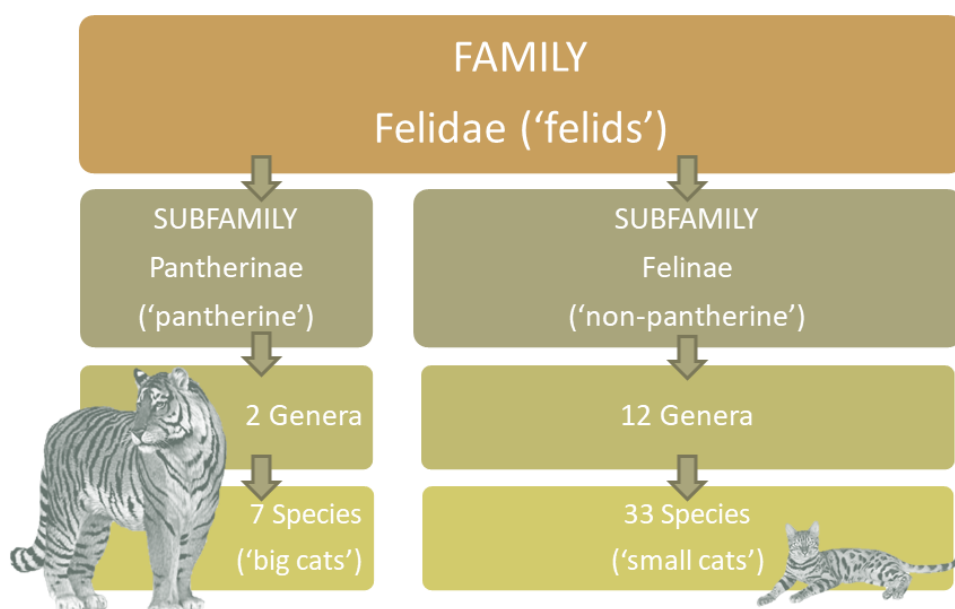 FAMILY
Felidae (‘felids’)
SUBFAMILY
Pantherinae
(‘pantherine’)
SUBFAMILY
Felinae
(‘non-pantherine’)
2 Genera
12 Genera
7 Species
(‘big cats’)
33 Species
(‘small cats’)